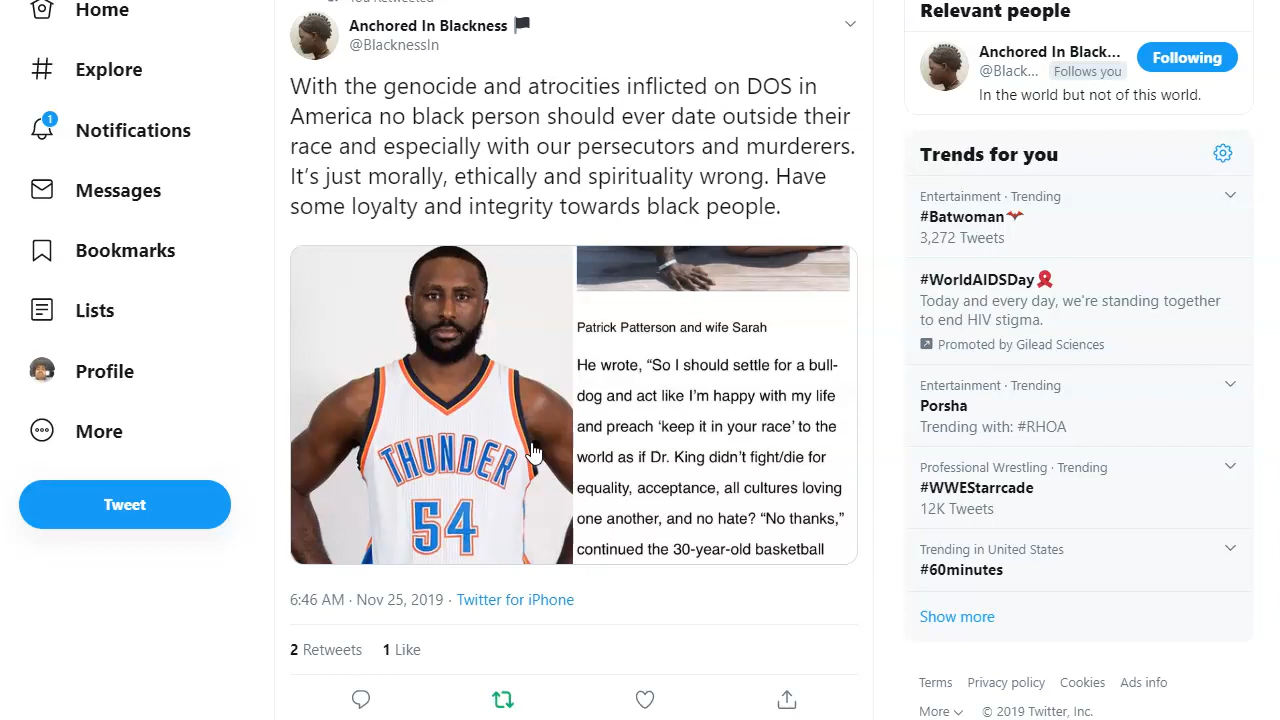 Home
Explore
1
Notifications
Messages
Bookmarks
Lists
Profile
More
Tweet
Anchored In Blackness
@BlacknessIn
With the genocide and atrocities inflicted on DOS in
America no black person should ever date outside their
race and especially with our persecutors and murderers.
It’s just morally, ethically and spirituality wrong. Have
some loyalty and integrity towards black people.
THUNDER
54
Patrick Patterson and wife Sarah
He wrote, “So I should settle for a bull-
dog and act like I’m happy with my life
and preach ‘keep it in your race’ to the
world as if Dr. King didn’t fight/die for
equality, acceptance, all cultures loving
one another, and no hate? “No thanks,”
continued the 30-year-old basketball
6:46 AM · Nov 25, 2019 · Twitter for iPhone
2 Retweets 1 Like
Relevant people
Anchored In Black...
Following
@Black... Follows you
In the world but not of this world.
Trends for you
Entertainment · Trending
#Batwoman
3,272 Tweets
#WorldAIDSDay
Today and every day, we're standing together
to end HIV stigma.
Promoted by Gilead Sciences
Entertainment · Trending
Porsha
Trending with: #RHOA
Professional Wrestling · Trending
#WWEStarrcade
12K Tweets
Trending in United States
#60minutes
Show more
Terms Privacy policy Cookies Ads info
More © 2019 Twitter, Inc.